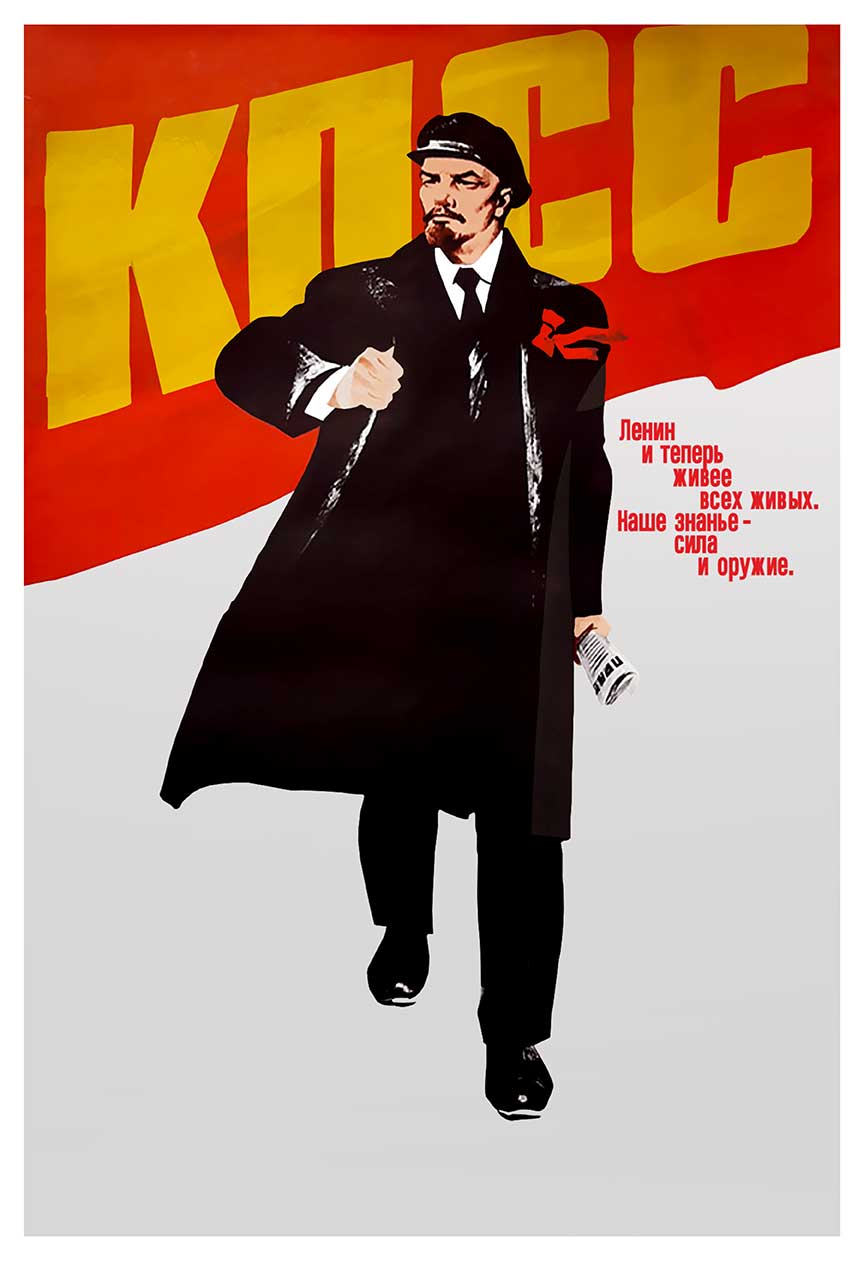 КПСС
Ленин
и теперь
живее
всех живых.
Наше знанье -
сила
и оружие.